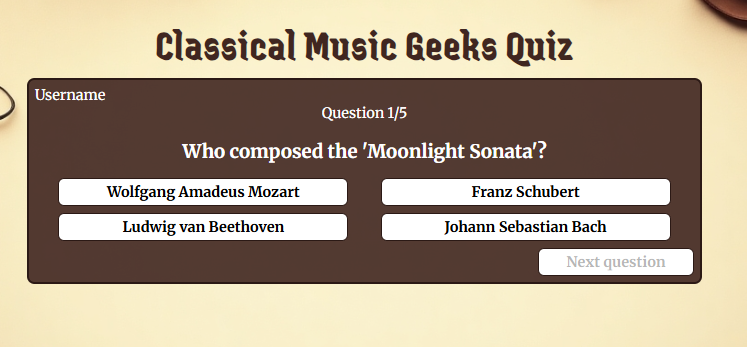 Classical Music Geeks Quiz
Username
Question 1/5
Who composed the 'Moonlight Sonata'?
Wolfgang Amadeus Mozart
Franz Schubert
Ludwig van Beethoven
Johann Sebastian Bach
Next question